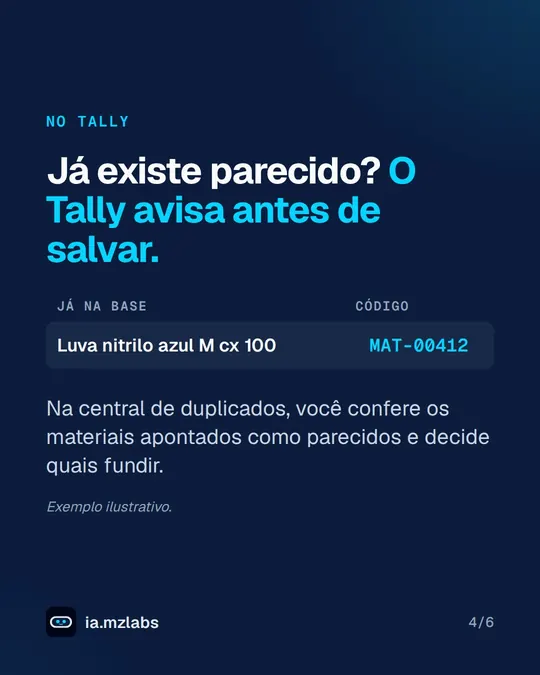 NO TALLY
Já existe parecido? O
Tally avisa antes de
salvar.
JÁ NA BASE CÓDIGO
Luva nitrilo azul M cx 100 MAT-00412
Na central de duplicados, você confere os
materiais apontados como parecidos e decide
quais fundir.
Exemplo ilustrativo.
ia.mzlabs 4/6